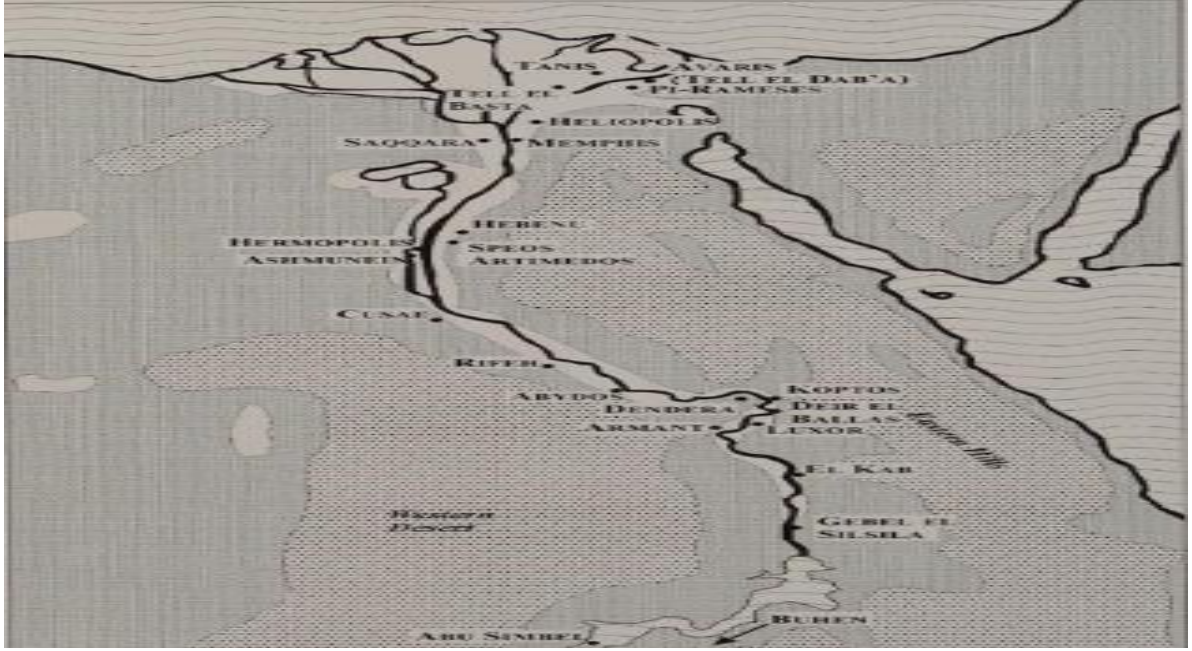 TANIS
AVARIS
(TELL EL DAB'A)
PI-RAMESES
TELL EL
BASTA
HELIOPOLIS
SAQQARA
MEMPHIS
HEBENU
HERMOPOLIS
ASHMUNEIN
SPEOS
ARTIMEDOS
CUSAE
RIFEH
ABYDOS
DENDERA
KOPTOS
DEIR EL
BALLAS
ARMANT
LUXOR
Eastern Hills
EL KAB
Western
Desert
GEBEL EL
SILSILA
BUHEN
ABU SIMBEL